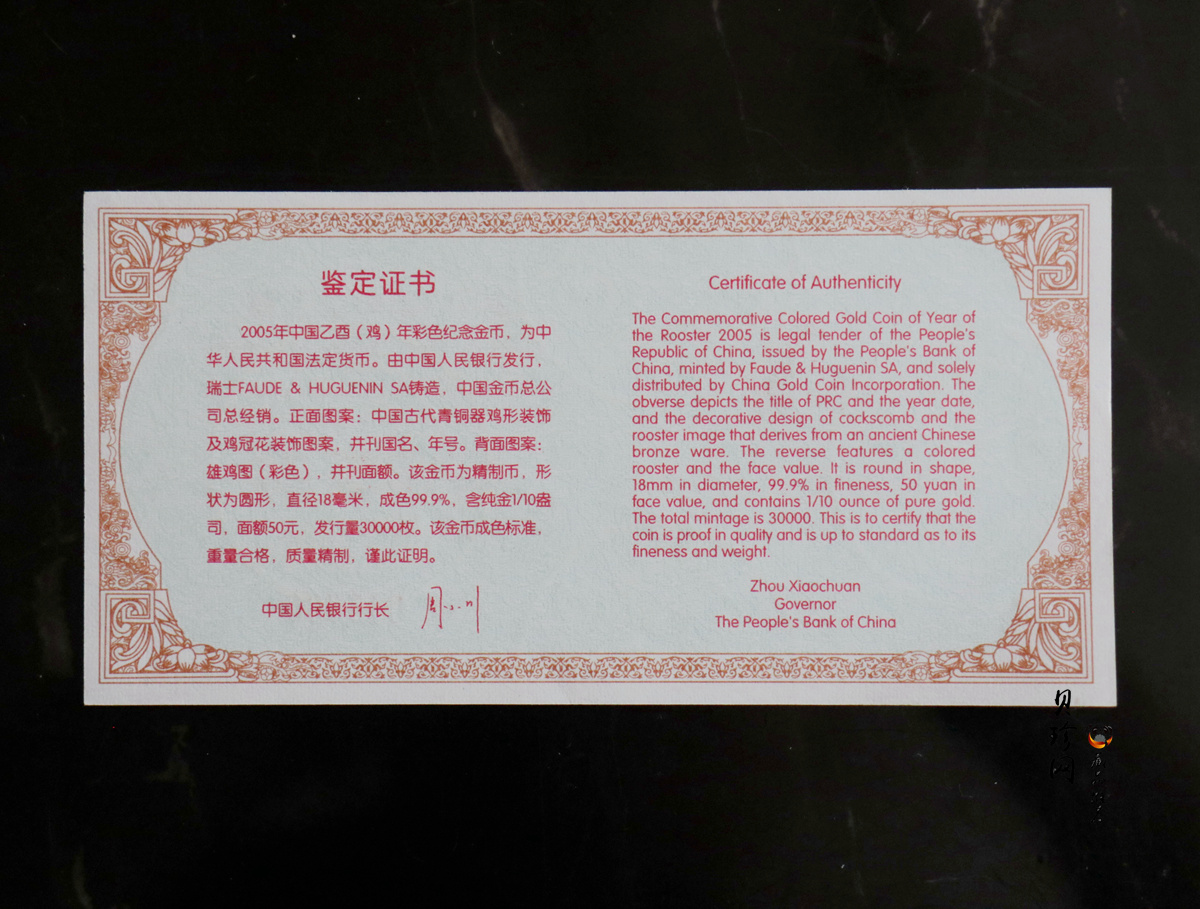 鉴定证书
2005年中国乙酉（鸡）年彩色纪念金币，为中
华人民共和国法定货币。由中国人民银行发行，
瑞士FAUDE & HUGUENIN SA铸造，中国金币总公
司总经销。正面图案：中国古代青铜器鸡形装饰
及鸡冠花装饰图案，并刊国名、年号。背面图案：
雄鸡图（彩色），并刊面额。该金币为精制币，形
状为圆形，直径18毫米，成色99.9%，含纯金1/10盎
司，面额50元，发行量30000枚。该金币成色标准，
重量合格，质量精制，谨此证明。
中国人民银行行长
Certificate of Authenticity
The Commemorative Colored Gold Coin of Year of
the Rooster 2005 is legal tender of the People's
Republic of China, issued by the People's Bank of
China, minted by Faude & Huguenin SA, and solely
distributed by China Gold Coin Incorporation. The
obverse depicts the title of PRC and the year date,
and the decorative design of cockscomb and the
rooster image that derives from an ancient Chinese
bronze ware. The reverse features a colored
rooster and the face value. It is round in shape,
18mm in diameter, 99.9% in fineness, 50 yuan in
face value, and contains 1/10 ounce of pure gold.
The total mintage is 30000. This is to certify that the
coin is proof in quality and is up to standard as to its
fineness and weight.
Zhou Xiaochuan
Governor
The People's Bank of China